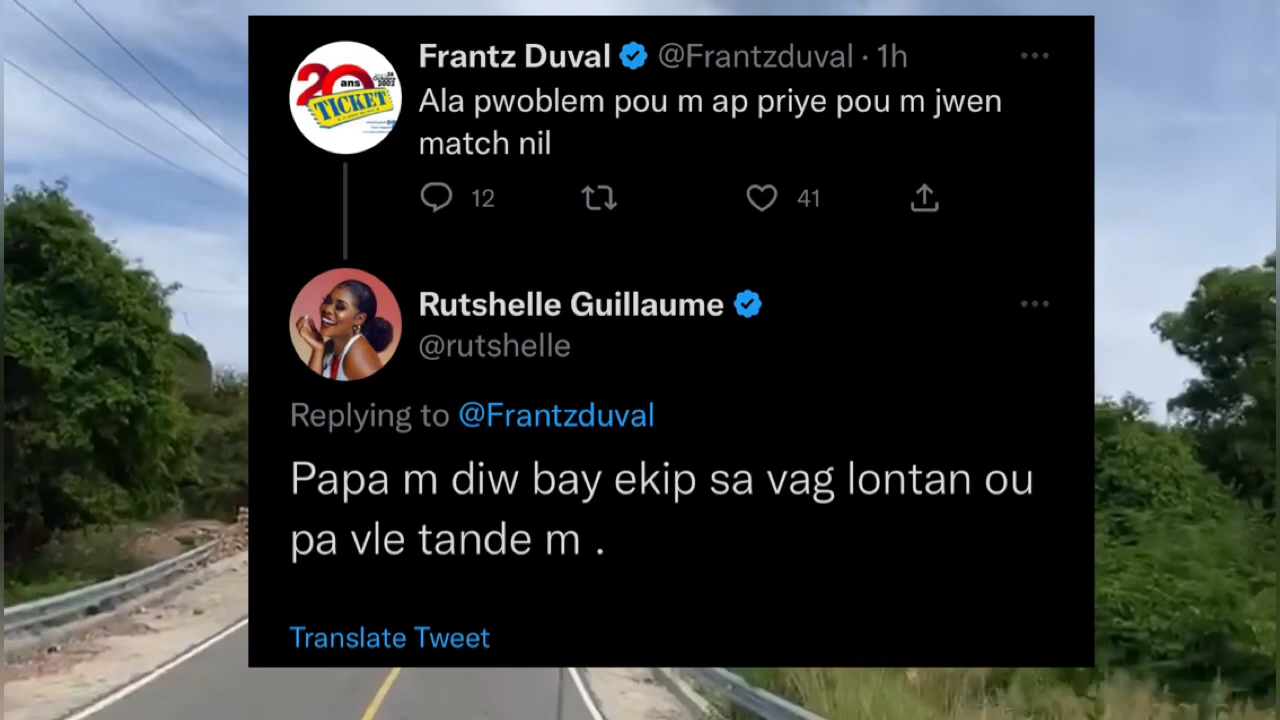 20
ans
TICKET
Frantz Duval @Frantzduval · 1h
Ala pwoblem pou m ap priye pou m jwen
match nil
12
41
Rutshelle Guillaume
@rutshelle
Replying to @Frantzduval
Papa m diw bay ekip sa vag lontan ou
pa vle tande m .
Translate Tweet